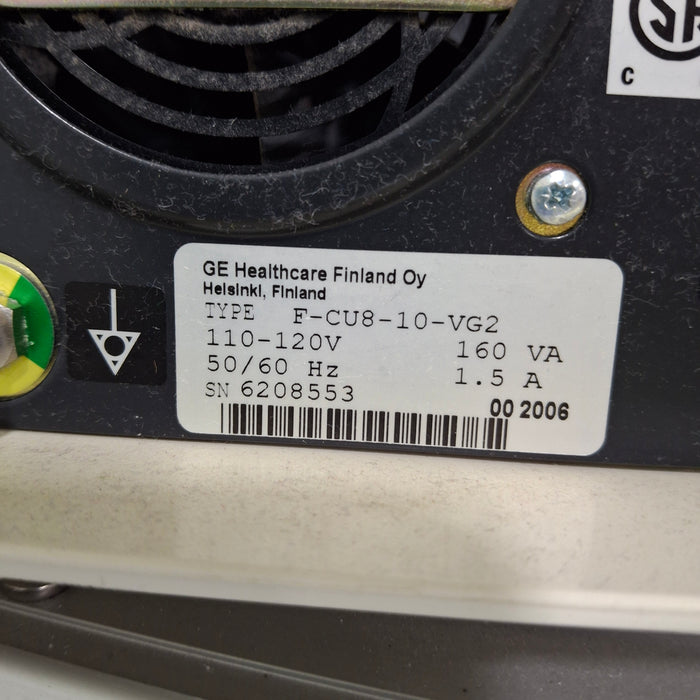 C
GE Healthcare Finland Oy
Helsinki, Finland
TYPE F-CU8-10-VG2
110-120V 160 VA
50/60 Hz 1.5 A
SN 6208553
00 2006